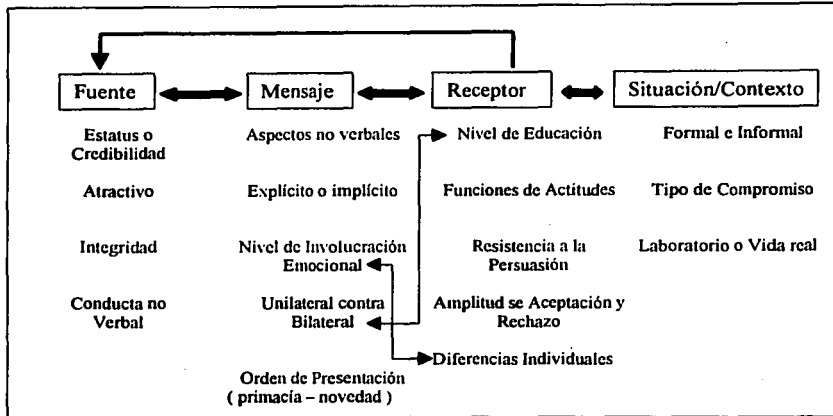 Fuente
Mensaje
Receptor
Situación/Contexto
Estatus o
Credibilidad
Atractivo
Integridad
Conducta no
Verbal
Aspectos no verbales
Explícito o implícito
Nivel de Involucración
Emocional
Unilateral contra
Bilateral
Orden de Presentación
( primacía – novedad )
Nivel de Educación
Funciones de Actitudes
Resistencia a la
Persuasión
Amplitud se Aceptación y
Rechazo
Diferencias Individuales
Formal e Informal
Tipo de Compromiso
Laboratorio o Vida real